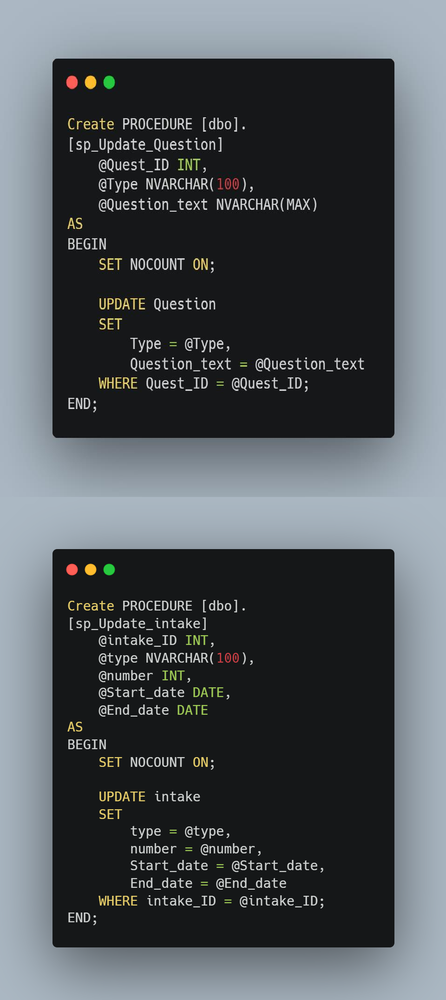 Create PROCEDURE [dbo].
[sp_Update_Question]
    @Quest_ID INT,
    @Type NVARCHAR(100),
    @Question_text NVARCHAR(MAX)
AS
BEGIN
    SET NOCOUNT ON;

    UPDATE Question
    SET
        Type = @Type,
        Question_text = @Question_text
    WHERE Quest_ID = @Quest_ID;
END;

Create PROCEDURE [dbo].
[sp_Update_intake]
    @intake_ID INT,
    @type NVARCHAR(100),
    @number INT,
    @Start_date DATE,
    @End_date DATE
AS
BEGIN
    SET NOCOUNT ON;

    UPDATE intake
    SET
        type = @type,
        number = @number,
        Start_date = @Start_date,
        End_date = @End_date
    WHERE intake_ID = @intake_ID;
END;